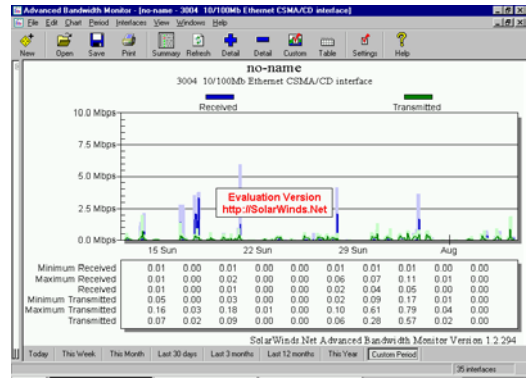 Advanced Bandwidth Monitor - [no-name - 3004 10/100Mb Ethernet CSMA/CD interface]
File Edit Chart Period Interfaces View Windows Help
New Open Save Print Summary Refresh Detail Detail Custom Table Settings Help
no-name
3004 10/100Mb Ethernet CSMA/CD interface
Received Transmitted
10.0 Mbps
7.5 Mbps
5.0 Mbps
Evaluation Version
http://SolarWinds.Net
2.5 Mbps
0.0 Mbps
15 Sun 22 Sun 29 Sun Aug
Minimum Received 0.01 0.00 0.01 0.00 0.00 0.01 0.01 0.01 0.00 0.00
Maximum Received 0.01 0.00 0.02 0.00 0.00 0.06 0.07 0.11 0.01 0.00
Received 0.01 0.00 0.01 0.00 0.00 0.02 0.04 0.05 0.00 0.00
Minimum Transmitted 0.05 0.00 0.03 0.00 0.00 0.02 0.09 0.17 0.01 0.00
Maximum Transmitted 0.16 0.03 0.18 0.01 0.00 0.10 0.61 0.79 0.04 0.00
Transmitted 0.07 0.02 0.09 0.00 0.00 0.06 0.28 0.57 0.02 0.00
SolarWinds.Net Advanced Bandwidth Monitor Version 1.2.294
Today This Week This Month Last 30 days Last 3 months Last 12 months This Year Custom Period
35 interfaces